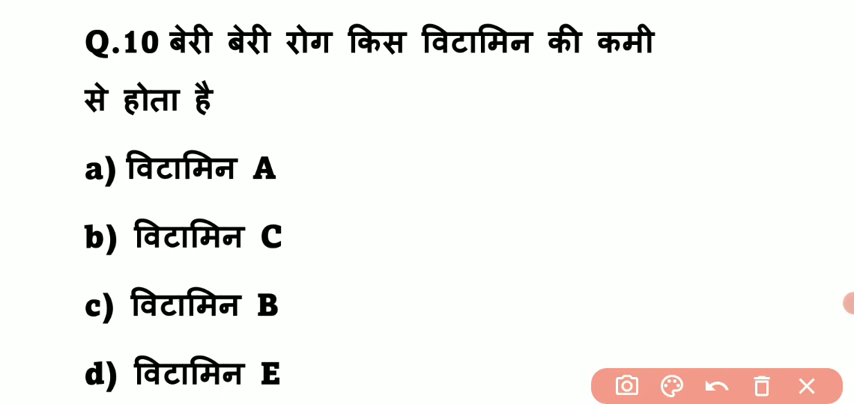 Q.10 बेरी बेरी रोग किस विटामिन की कमी
से होता है
a) विटामिन A
b) विटामिन C
c) विटामिन B
d) विटामिन E